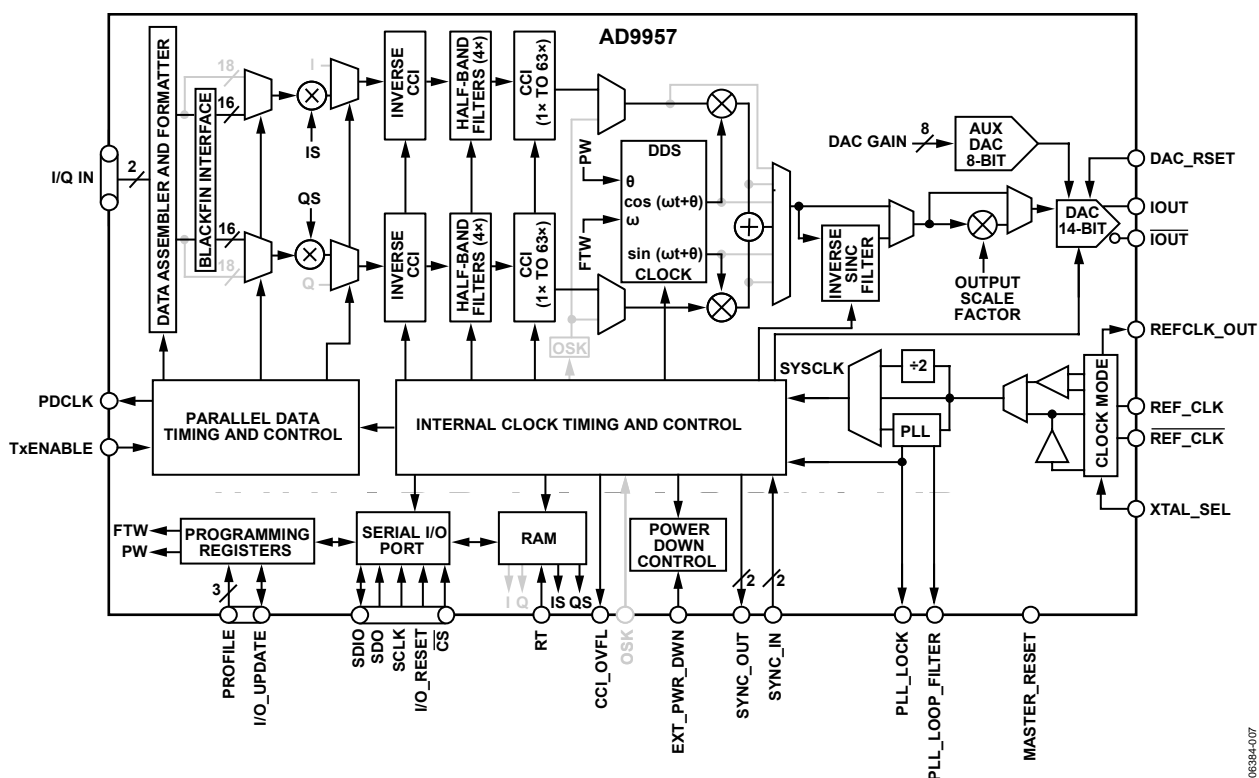 AD9957
I/Q IN
2
DATA ASSEMBLER AND FORMATTER
18
BLACKFIN INTERFACE
16
16
18
IS
QS
I
Q
INVERSE
CCI
HALF-BAND
FILTERS (4×)
CCI
(1× TO 63×)
INVERSE
CCI
HALF-BAND
FILTERS (4×)
CCI
(1× TO 63×)
OSK
PW
FTW
DDS
θ
cos (ωt+θ)
ω
sin (ωt+θ)
CLOCK
INVERSE
SINC
FILTER
OUTPUT
SCALE
FACTOR
DAC GAIN
8
AUX
DAC
8-BIT
DAC
14-BIT
DAC_RSET
IOUT
IOUT
REFCLK_OUT
REF_CLK
REF_CLK
XTAL_SEL
CLOCK MODE
SYSCLK
÷2
PLL
PDCLK
TxENABLE
PARALLEL DATA
TIMING AND CONTROL
INTERNAL CLOCK TIMING AND CONTROL
FTW
PW
PROGRAMMING
REGISTERS
SERIAL I/O
PORT
RAM
POWER
DOWN
CONTROL
3
I
Q
IS
QS
2
2
PROFILE
I/O_UPDATE
SDIO
SDO
SCLK
I/O_RESET
CS
RT
CCI_OVFL
OSK
EXT_PWR_DWN
SYNC_OUT
SYNC_IN
PLL_LOCK
PLL_LOOP_FILTER
MASTER_RESET
06384-007